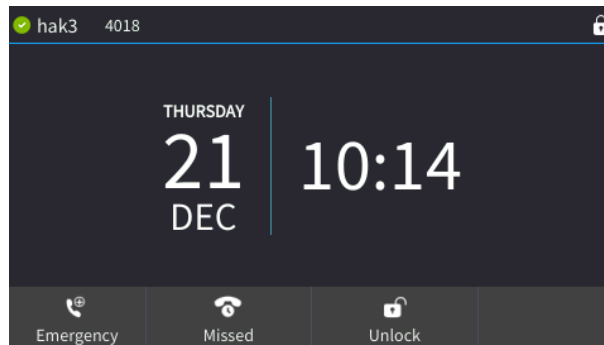 hak3 4018
THURSDAY
21
DEC
10:14
Emergency Missed Unlock